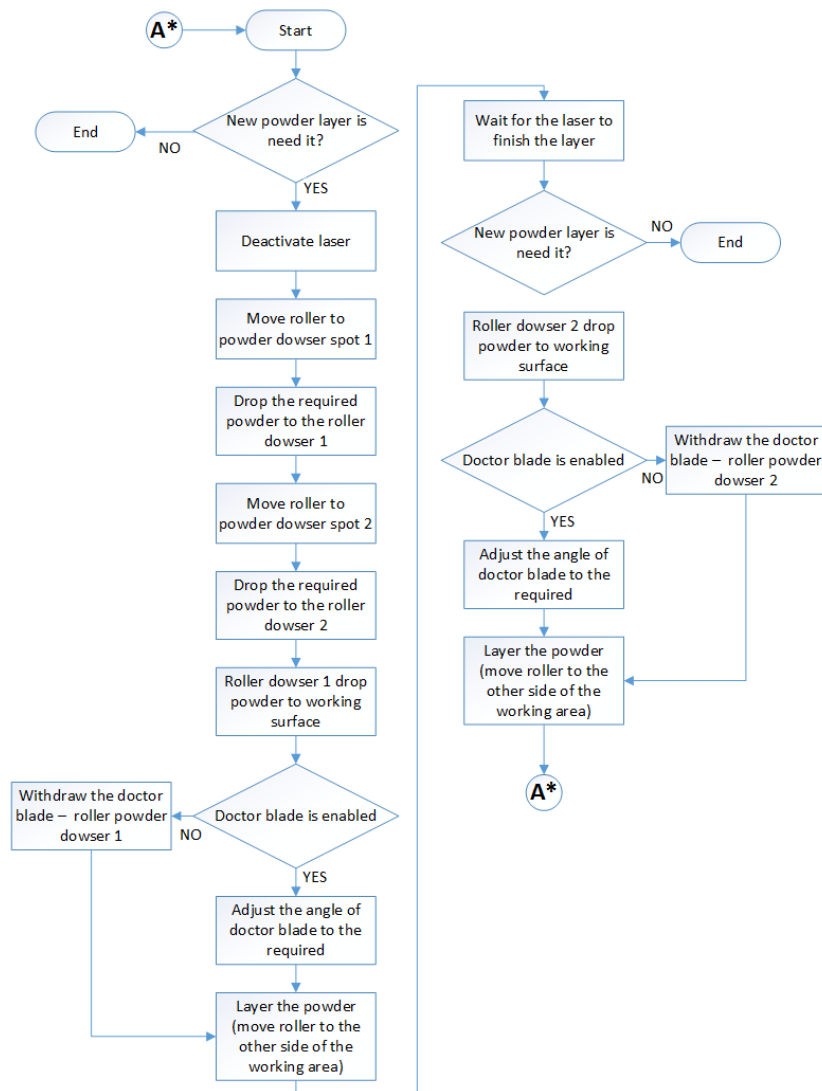 A*
Start
New powder layer is
need it?
End
NO
YES
Deactivate laser
Move roller to
powder dowser spot 1
Drop the required
powder to the roller
dowser 1
Move roller to
powder dowser spot 2
Drop the required
powder to the roller
dowser 2
Roller dowser 1 drop
powder to working
surface
Doctor blade is enabled
NO
Withdraw the doctor
blade – roller powder
dowser 1
YES
Adjust the angle of
doctor blade to the
required
Layer the powder
(move roller to the
other side of the
working area)
Wait for the laser to
finish the layer
New powder layer is
need it?
NO
End
Roller dowser 2 drop
powder to working
surface
Doctor blade is enabled
NO
Withdraw the doctor
blade – roller powder
dowser 2
YES
Adjust the angle of
doctor blade to the
required
Layer the powder
(move roller to the
other side of the
working area)
A*